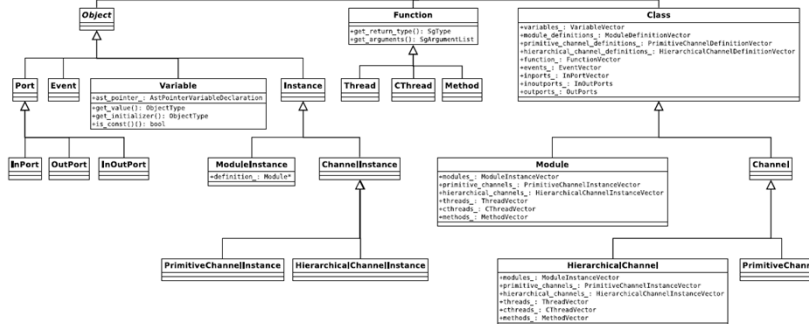 Object
Function
+get_return_type(): SgType
+get_arguments(): SgArgumentList
Class
+variables_: VariableVector
+module_definitions_: ModuleDefinitionVector
+primitive_channel_definitions_: PrimitiveChannelDefinitionVector
+hierarchical_channel_definitions_: HierarchicalChannelDefinitionVector
+function_: FunctionVector
+events_: EventVector
+inports_: InPortVector
+inoutports_: InOutPorts
+outports_: OutPorts
Port
Event
Variable
+ast_pointer_: AstPointerVariableDeclaration
+get_value(): ObjectType
+get_initializer(): ObjectType
+is_const()(): bool
Instance
Thread
CThread
Method
InPort
OutPort
InOutPort
ModuleInstance
+definition_: Module*
ChannelInstance
Module
+modules_: ModuleInstanceVector
+primitive_channels_: PrimitiveChannelInstanceVector
+hierarchical_channels_: HierarchicalChannelInstanceVector
+threads_: ThreadVector
+cthreads_: CThreadVector
+methods_: MethodVector
Channel
PrimitiveChannelInstance
HierarchicalChannelInstance
HierarchicalChannel
+modules_: ModuleInstanceVector
+primitive_channels_: PrimitiveChannelInstanceVector
+hierarchical_channels_: HierarchicalChannelInstanceVector
+threads_: ThreadVector
+cthreads_: CThreadVector
+methods_: MethodVector
PrimitiveChann